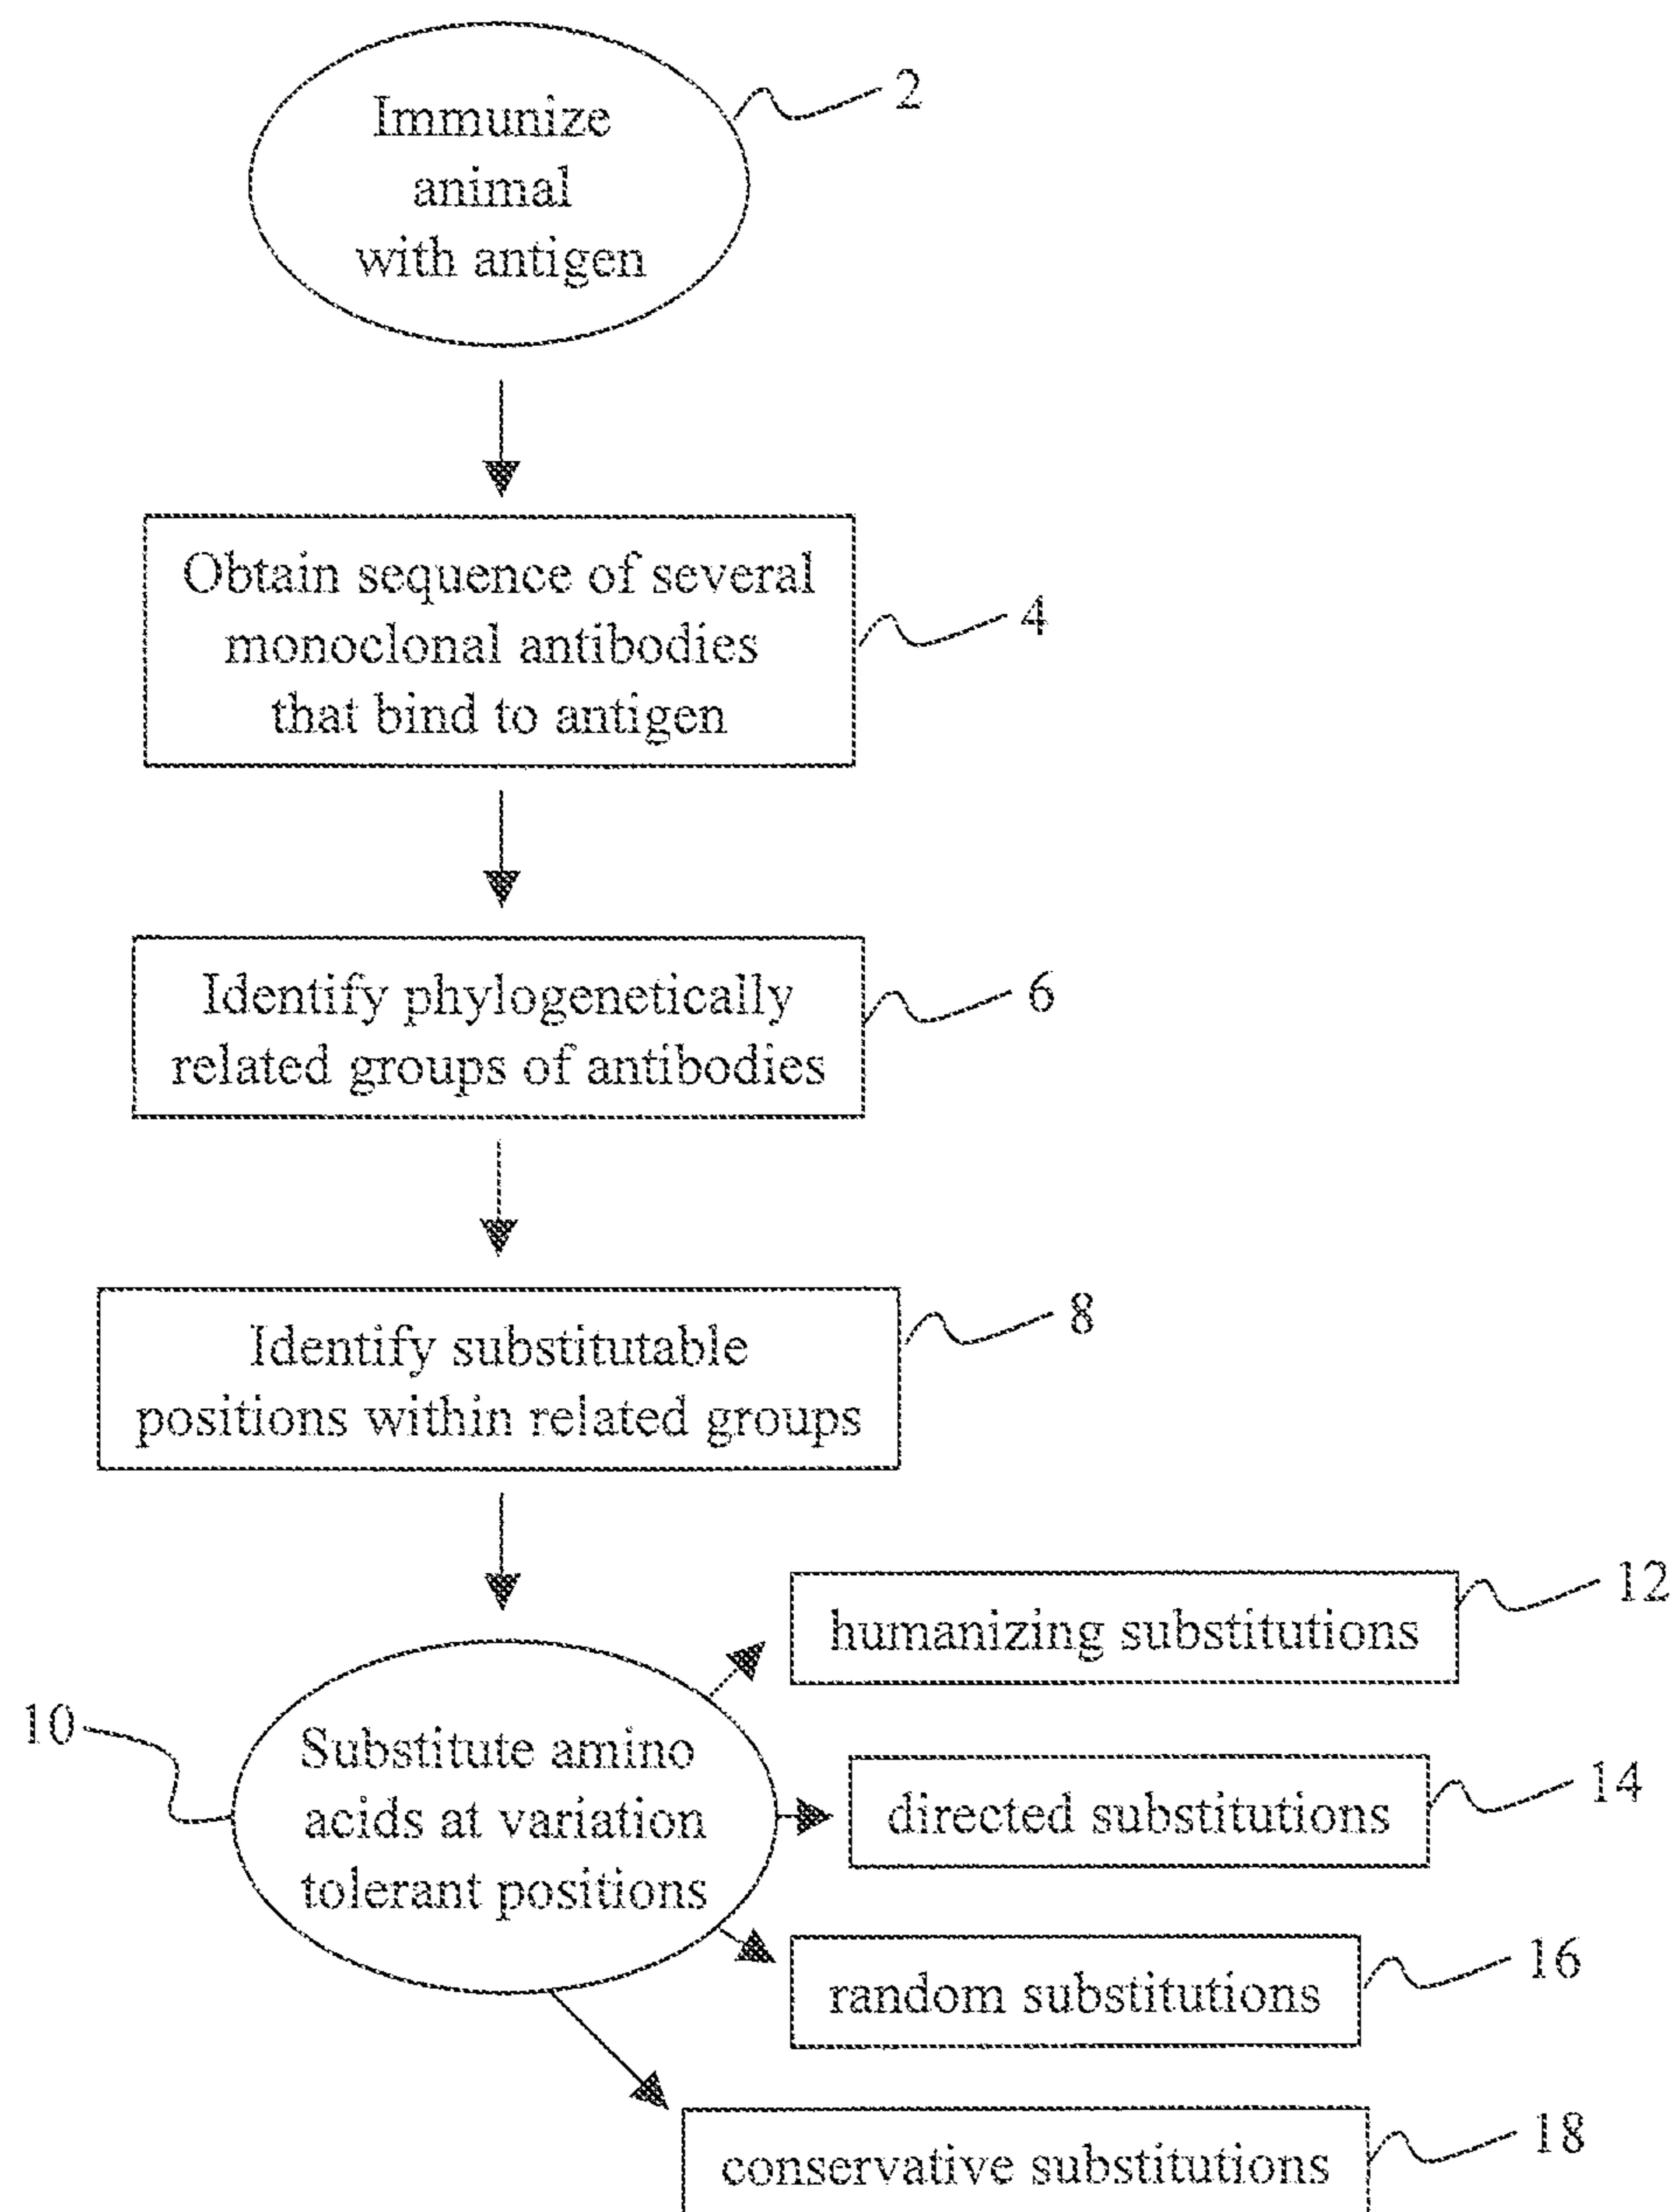 Immunize
animal
with antigen
2
Obtain sequence of several
monoclonal antibodies
that bind to antigen
4
Identify phylogenetically
related groups of antibodies
6
Identify substitutable
positions within related groups
8
10
Substitute amino
acids at variation
tolerant positions
humanizing substitutions
12
directed substitutions
14
random substitutions
16
conservative substitutions
18